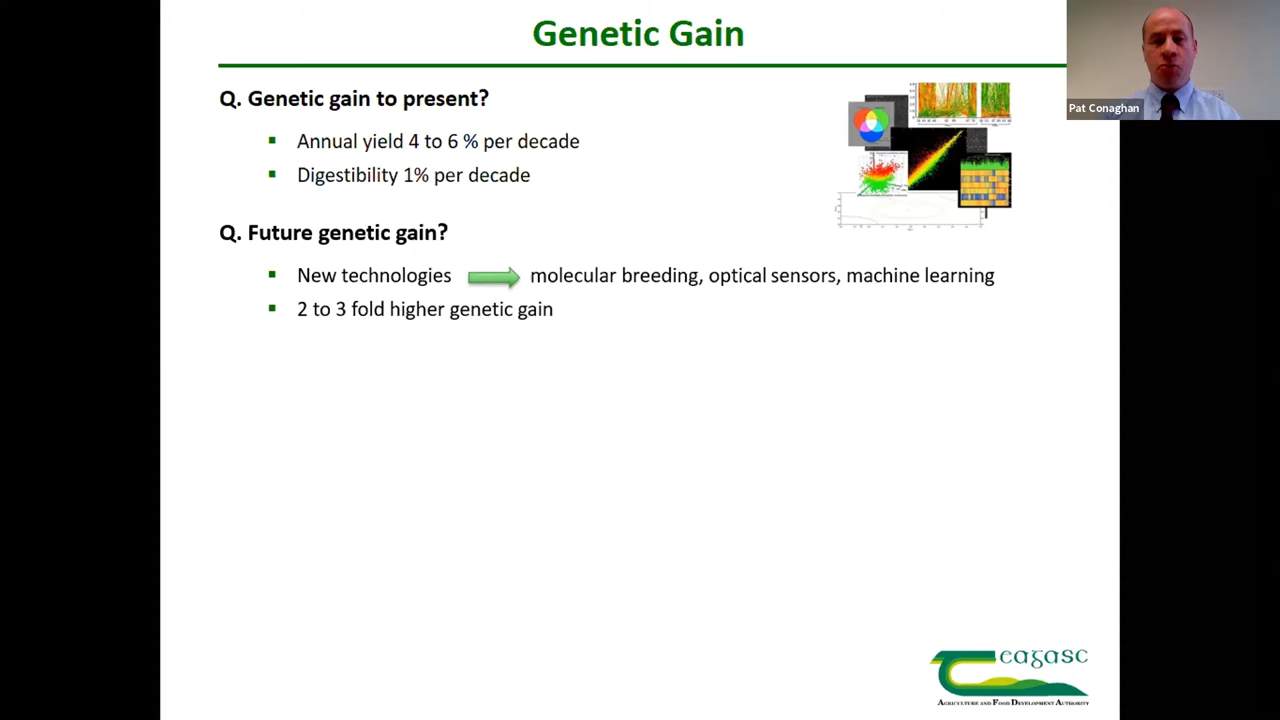 Genetic Gain
Pat Conaghan
Q. Genetic gain to present?
▪ Annual yield 4 to 6 % per decade
▪ Digestibility 1% per decade
Q. Future genetic gain?
▪ New technologies molecular breeding, optical sensors, machine learning
▪ 2 to 3 fold higher genetic gain
Teagasc
AGRICULTURE AND FOOD DEVELOPMENT AUTHORITY